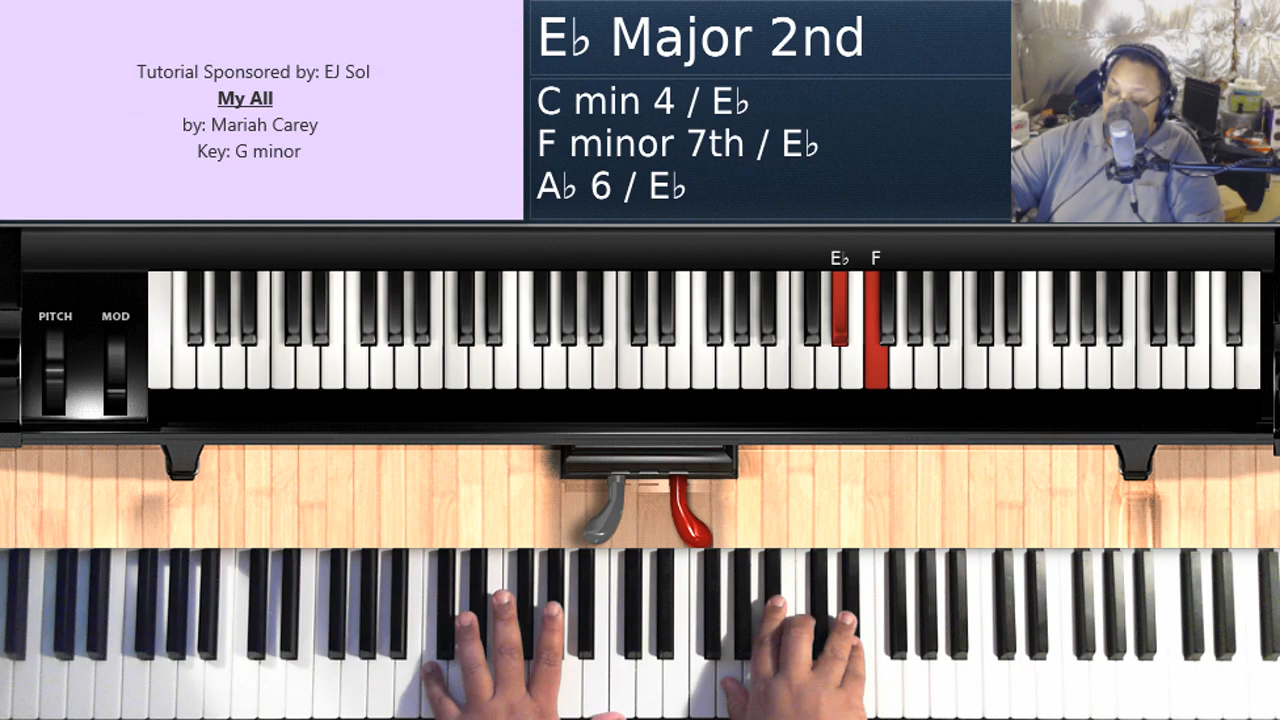 Tutorial Sponsored by: EJ Sol
My All
by: Mariah Carey
Key: G minor
E♭ Major 2nd
C min 4 / E♭
F minor 7th / E♭
A♭ 6 / E♭
E♭ F
PITCH MOD